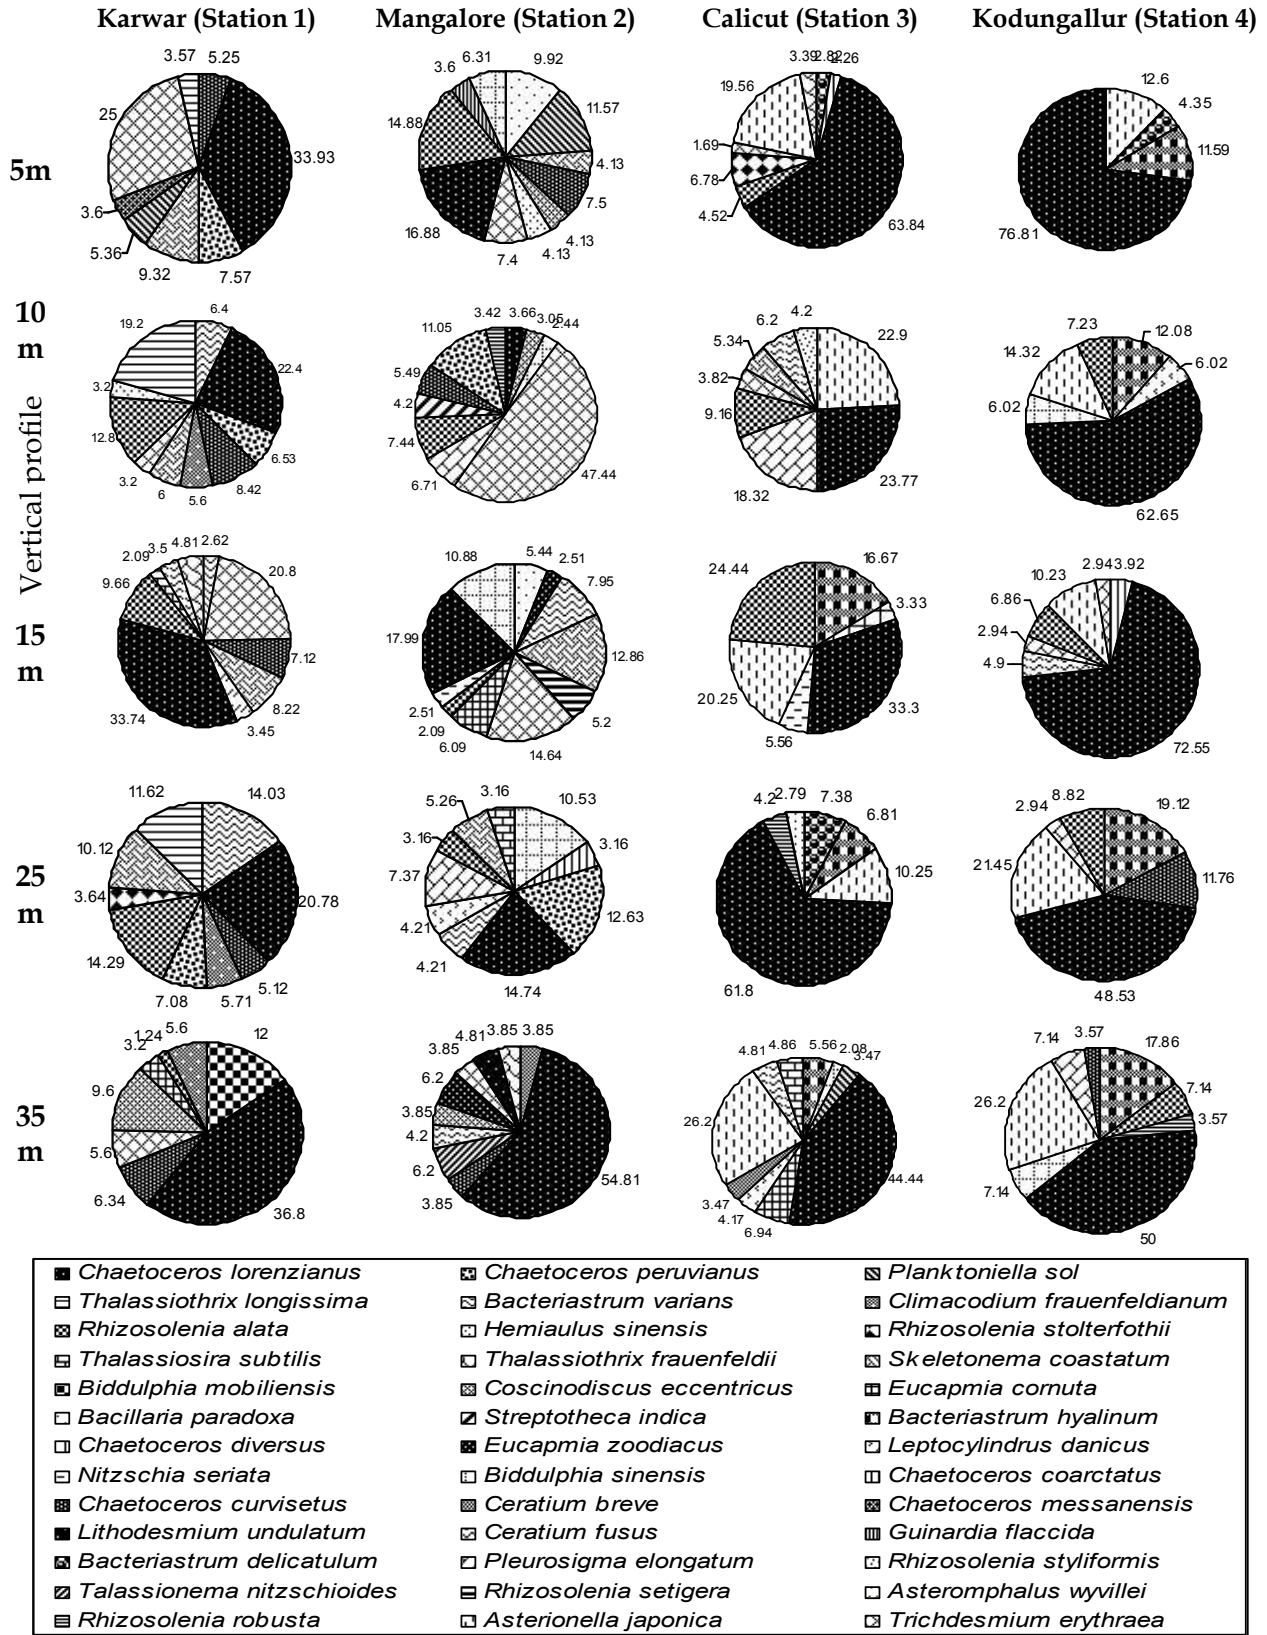 Karwar (Station 1) Mangalore (Station 2) Calicut (Station 3) Kodungallur (Station 4)
5m
3.57 5.25 33.93 7.57 9.32 5.36 3.6 25
3.6 6.31 9.92 11.57 4.13 7.5 4.13 4.13 7.4 16.88 14.88
3.39 2.82 2.26 63.84 4.52 6.78 1.69 19.56
12.6 4.35 11.59 76.81
Vertical profile
10 m
19.2 6.4 22.4 6.53 8.42 5.6 6 3.2 12.8 3.2
3.42 3.66 3.05 2.44 47.44 6.71 7.44 4.2 5.49 11.05
6.2 4.2 22.9 23.77 18.32 9.16 3.82 5.34
7.23 12.08 6.02 62.65 6.02 14.32
15 m
2.09 3.5 4.81 2.62 20.8 7.12 8.22 3.45 33.74 9.66
10.88 5.44 2.51 7.95 12.86 5.2 14.64 6.09 2.09 2.51 17.99
24.44 16.67 3.33 33.3 5.56 20.25
10.23 2.94 3.92 72.55 4.9 2.94 6.86
25 m
11.62 14.03 20.78 5.12 5.71 7.08 14.29 3.64 10.12
5.26 3.16 10.53 3.16 12.63 14.74 4.21 4.21 7.37 3.16
4.2 2.79 7.38 6.81 10.25 61.8
2.94 8.82 19.12 11.76 48.53 21.45
35 m
3.2 1.24 5.6 12 36.8 6.34 5.6 9.6
3.85 4.81 3.85 3.85 54.81 3.85 6.2 4.2 3.85 6.2
4.81 4.86 5.56 2.08 3.47 44.44 6.94 4.17 3.47 26.2
7.14 3.57 17.86 7.14 3.57 50 7.14 26.2
Chaetoceros lorenzianus Chaetoceros peruvianus Planktoniella sol
Thalassiothrix longissima Bacteriastrum varians Climacodium frauenfeldianum
Rhizosolenia alata Hemiaulus sinensis Rhizosolenia stolterfothii
Thalassiosira subtilis Thalassiothrix frauenfeldii Skeletonema coastatum
Biddulphia mobiliensis Coscinodiscus eccentricus Eucapmia cornuta
Bacillaria paradoxa Streptotheca indica Bacteriastrum hyalinum
Chaetoceros diversus Eucapmia zoodiacus Leptocylindrus danicus
Nitzschia seriata Biddulphia sinensis Chaetoceros coarctatus
Chaetoceros curvisetus Ceratium breve Chaetoceros messanensis
Lithodesmium undulatum Ceratium fusus Guinardia flaccida
Bacteriastrum delicatulum Pleurosigma elongatum Rhizosolenia styliformis
Talassionema nitzschioides Rhizosolenia setigera Asteromphalus wyvillei
Rhizosolenia robusta Asterionella japonica Trichdesmium erythraea